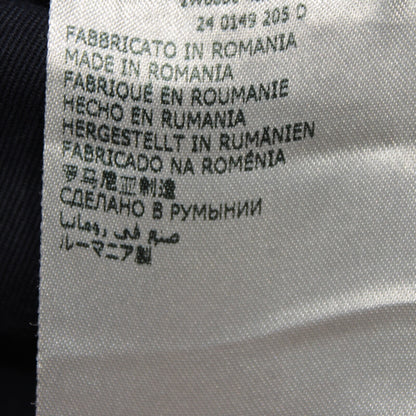 24 0149 205 D
FABBRICATO IN ROMANIA
MADE IN ROMANIA
FABRIQUÉ EN ROUMANIE
HECHO EN RUMANIA
HERGESTELLT IN RUMÄNIEN
FABRICADO NA ROMÉNIA
罗马尼亚制造
СДЕЛАНО В РУМЫНИИ
صنع في رومانيا
ルーマニア製